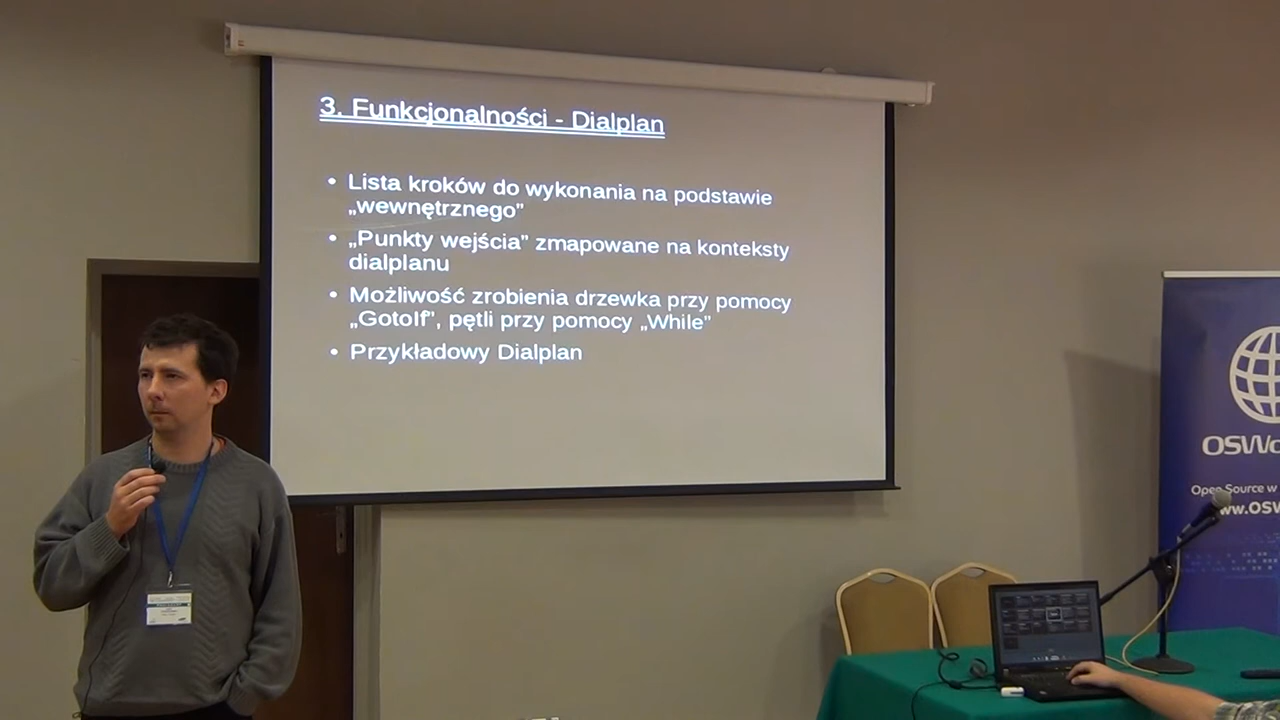 3. Funkcjonalności - Dialplan
• Lista kroków do wykonania na podstawie
„wewnętrznego”
• „Punkty wejścia” zmapowane na konteksty
dialplanu
• Możliwość zrobienia drzewka przy pomocy
„GotoIf”, pętli przy pomocy „While”
• Przykładowy Dialplan
OSWo
Open Source w
ww.OSW